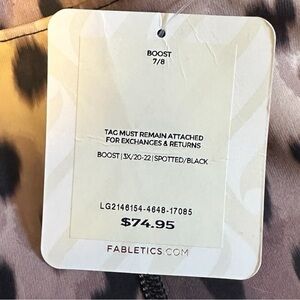 BOOST
7/8
TAG MUST REMAIN ATTACHED
FOR EXCHANGES & RETURNS
BOOST|3X/20-22|SPOTTED/BLACK
LG2146154-4648-17085
$74.95
FABLETICS.COM